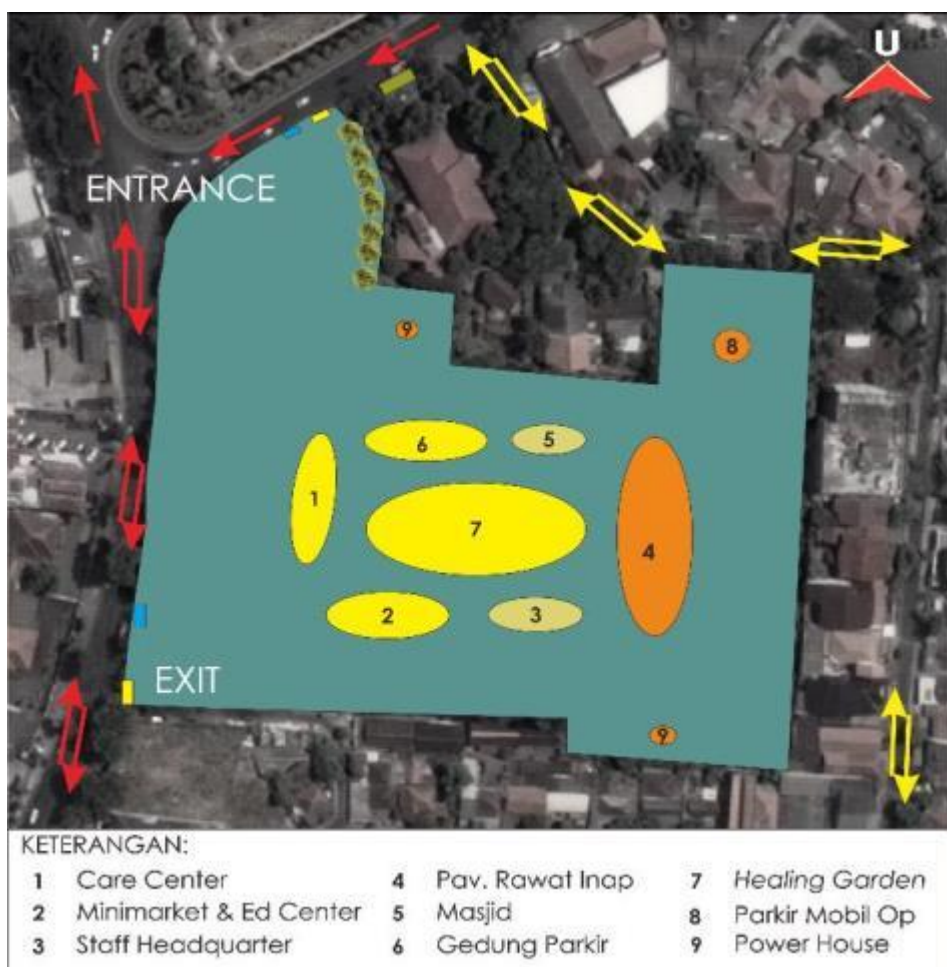 U
ENTRANCE
9
8
6
5
1
7
4
2
3
EXIT
9
KETERANGAN:
1 Care Center
2 Minimarket & Ed Center
3 Staff Headquarter
4 Pav. Rawat Inap
5 Masjid
6 Gedung Parkir
7 Healing Garden
8 Parkir Mobil Op
9 Power House